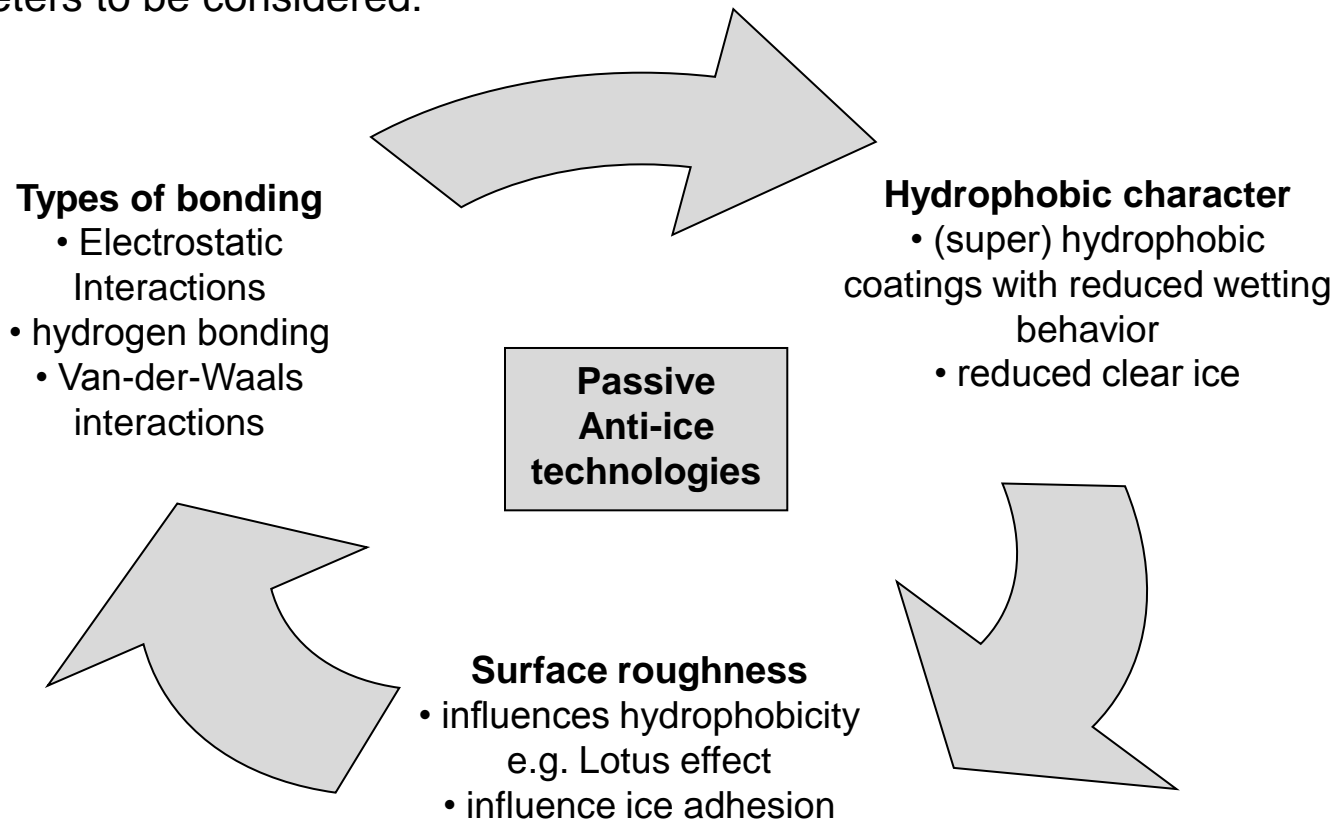 to be considered:
Types of bonding
• Electrostatic
Interactions
• hydrogen bonding
• Van-der-Waals
interactions
Hydrophobic character
• (super) hydrophobic
coatings with reduced wetting
behavior
• reduced clear ice
Passive
Anti-ice
technologies
Surface roughness
• influences hydrophobicity
e.g. Lotus effect
• influence ice adhesion